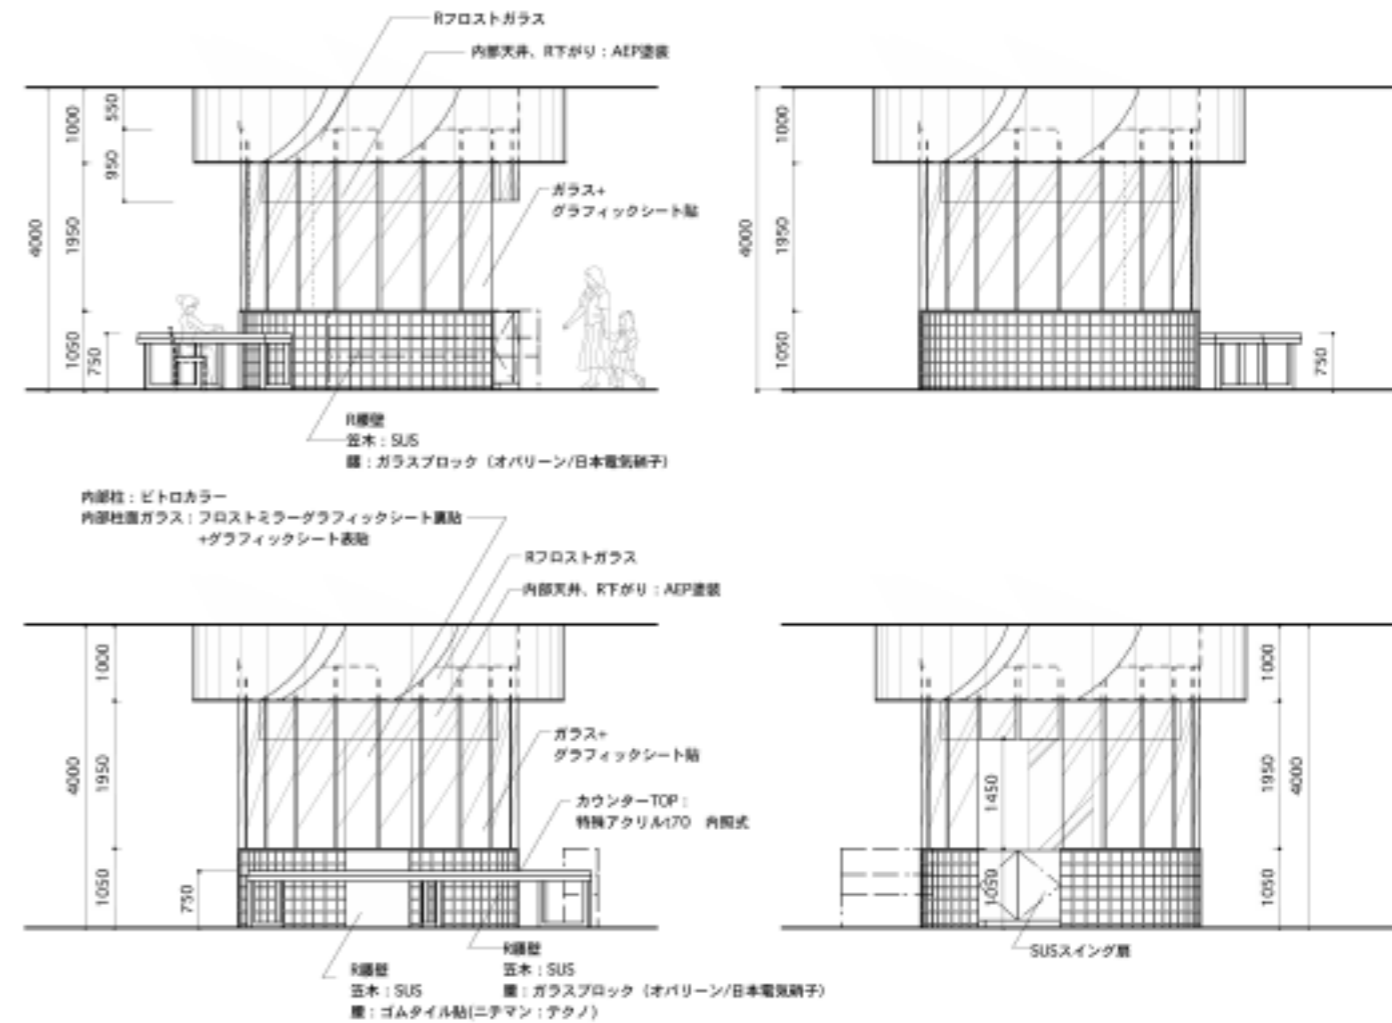 Rフロストガラス
内部天井、R下がり：AEP塗装
1000
550
950
4000
1950
ガラス+
グラフィックシート貼
1050
750
R腰壁
笠木：SUS
腰：ガラスブロック（オパリーン/日本電気硝子）
1000
4000
1950
1050
750
内部柱：ビトロカラー
内部柱面ガラス：フロストミラーグラフィックシート裏貼
+グラフィックシート表貼
Rフロストガラス
内部天井、R下がり：AEP塗装
1000
4000
1950
ガラス+
グラフィックシート貼
カウンターTOP：
特殊アクリルt70　内照式
1050
750
R腰壁
笠木：SUS
腰：ガラスブロック（オパリーン/日本電気硝子）
R腰壁
笠木：SUS
腰：ゴムタイル貼(ニチマン：テクノ)
1000
1450
1950
4000
1050
1050
SUSスイング扉